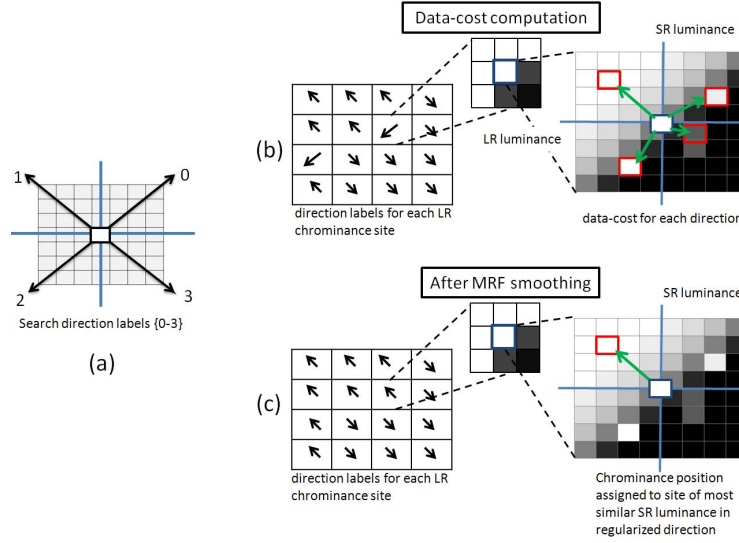 Data-cost computation
SR luminance
(b)
LR luminance
direction labels for each LR
chrominance site
data-cost for each direction
1
0
2
3
Search direction labels {0-3}
(a)
After MRF smoothing
SR luminance
(c)
direction labels for each LR
chrominance site
Chrominance position
assigned to site of most
similar SR luminance in
regularized direction